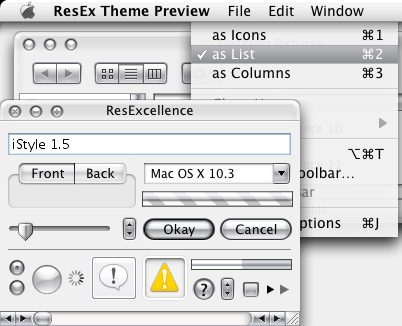 ResEx Theme Preview File Edit Window
as Icons ⌘1
✓ as List ⌘2
as Columns ⌘3
⌥⌘T
oolbar...
ptions ⌘J
ResExcellence
iStyle 1.5
Front Back
Mac OS X 10.3
Okay Cancel